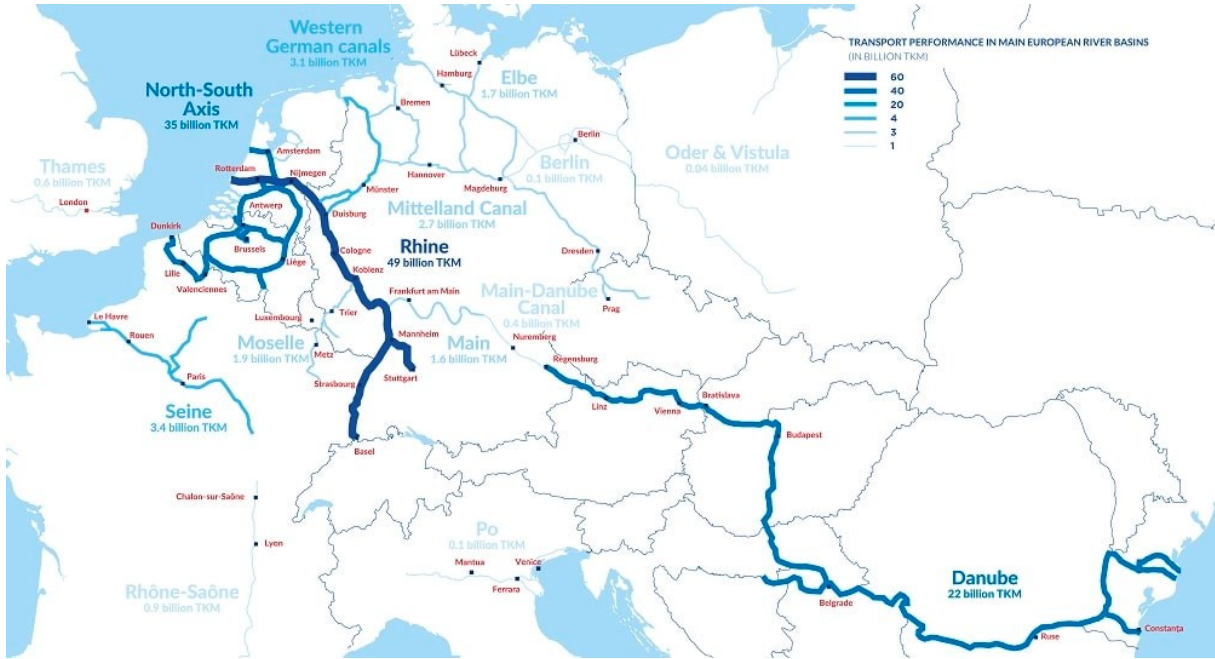 Western
German canals
3.1 billion TKM
Lübeck
Hamburg
Elbe
1.7 billion TKM
TRANSPORT PERFORMANCE IN MAIN EUROPEAN RIVER BASINS
(IN BILLION TKM)
60
40
20
4
3
1
North-South
Axis
35 billion TKM
Bremen
Berlin
Amsterdam
Thames
0.6 billion TKM
London
Rotterdam
Nijmegen
Hannover
Berlin
0.1 billion TKM
Oder & Vistula
0.04 billion TKM
Münster
Magdeburg
Antwerp
Duisburg
Mittelland Canal
2.7 billion TKM
Dunkirk
Brussels
Cologne
Rhine
49 billion TKM
Dresden
Lille
Liège
Koblenz
Valenciennes
Frankfurt am Main
Main-Danube
Canal
0.4 billion TKM
Prag
Le Havre
Luxembourg
Trier
Rouen
Moselle
1.9 billion TKM
Mannheim
Main
1.6 billion TKM
Nuremberg
Metz
Regensburg
Paris
Strasbourg
Stuttgart
Seine
3.4 billion TKM
Linz
Vienna
Bratislava
Budapest
Basel
Chalon-sur-Saône
Lyon
Po
0.1 billion TKM
Mantua
Venice
Ferrara
Rhône-Saône
0.9 billion TKM
Belgrade
Danube
22 billion TKM
Ruse
Constanța